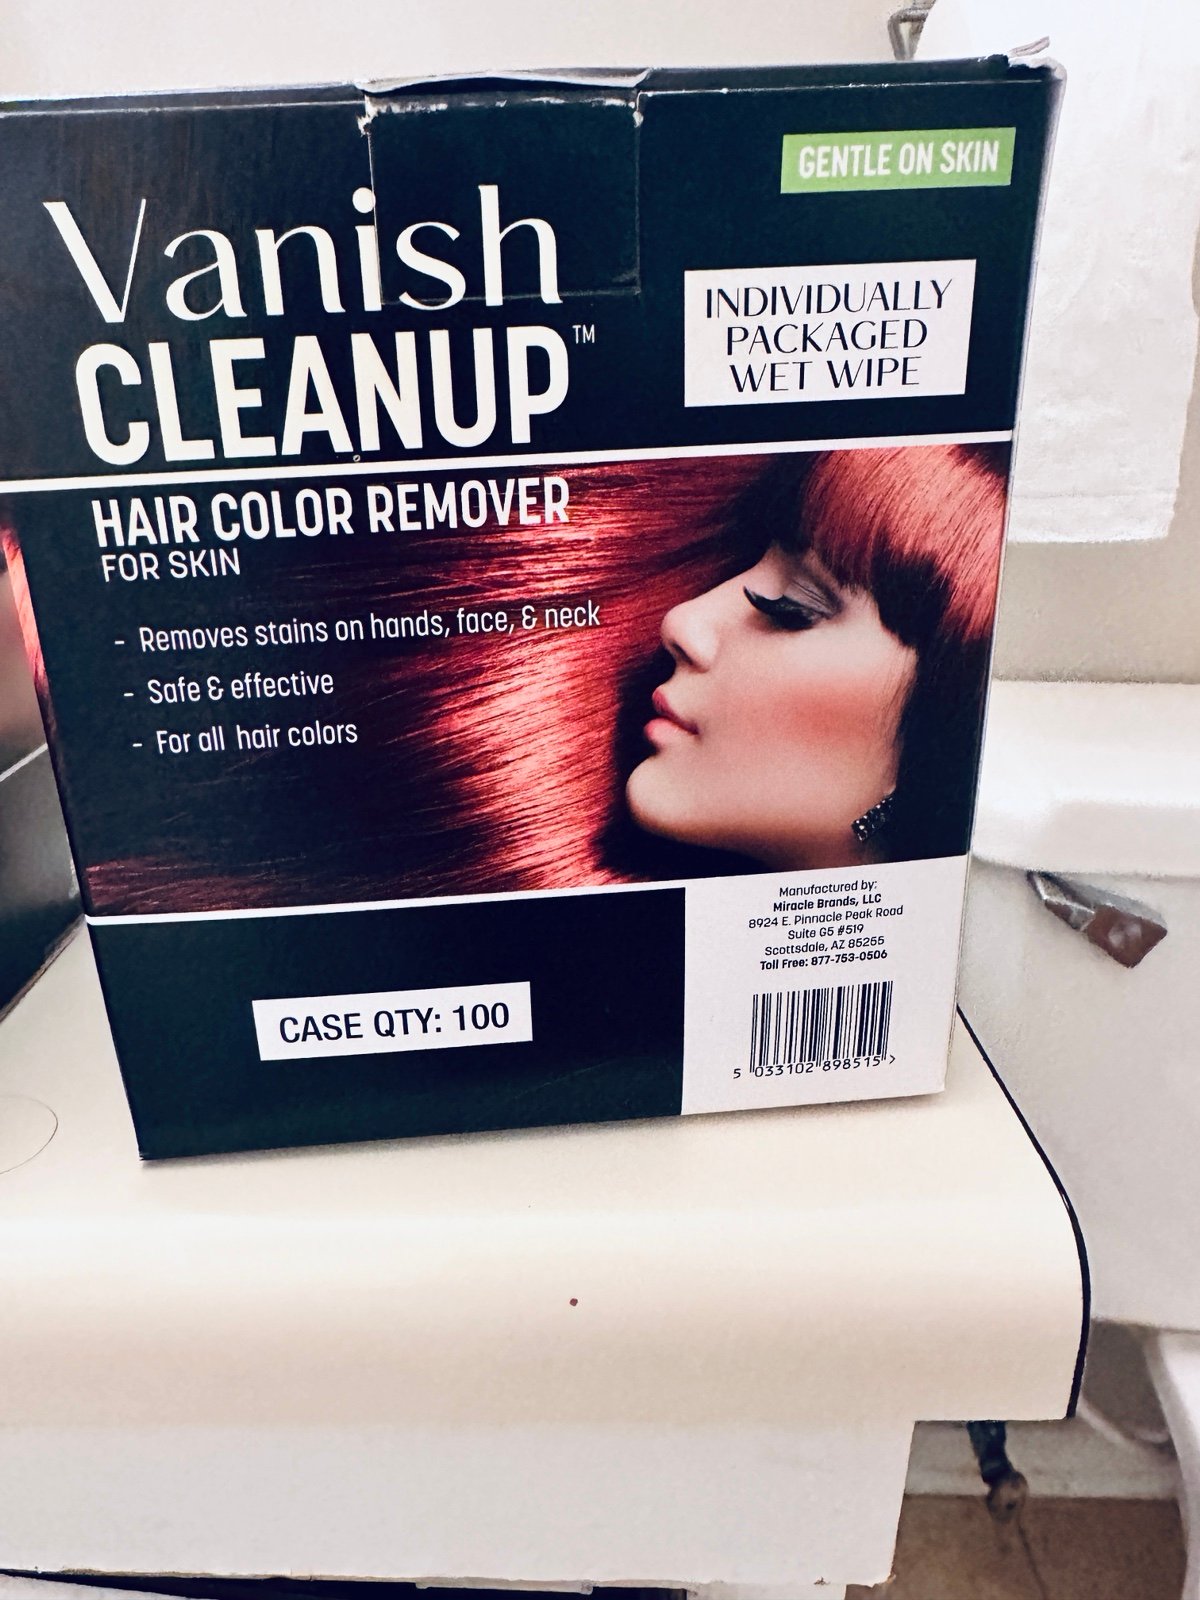 GENTLE ON SKIN
Vanish
CLEANUP™
INDIVIDUALLY
PACKAGED
WET WIPE
HAIR COLOR REMOVER
FOR SKIN
- Removes stains on hands, face, & neck
- Safe & effective
- For all hair colors
Manufactured by:
Miracle Brands, LLC
8924 E. Pinnacle Peak Road
Suite G5 #519
Scottsdale, AZ 85255
Toll Free: 877-753-0506
CASE QTY: 100
5 033102 898515 >